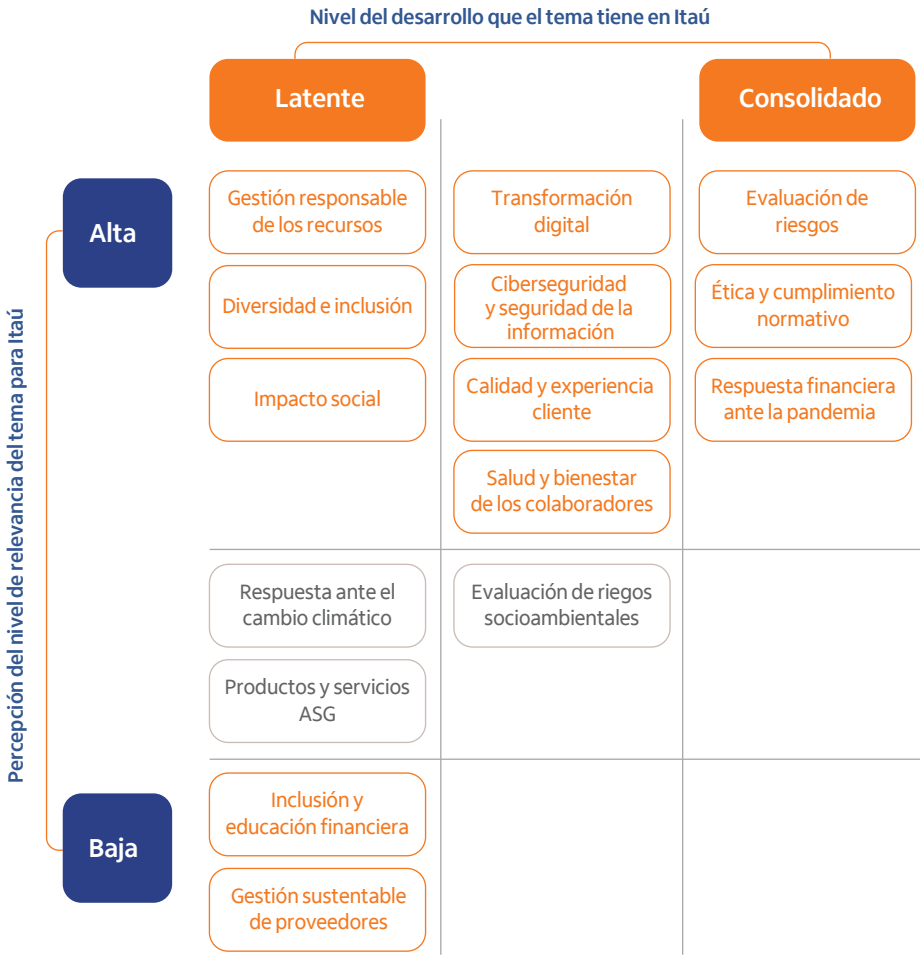 Nivel del desarrollo que el tema tiene en Itaú
Latente
Consolidado
Percepción del nivel de relevancia del tema para Itaú
Alta
Gestión responsable
de los recursos
Transformación
digital
Evaluación de
riesgos
Diversidad e inclusión
Ciberseguridad
y seguridad de la
información
Ética y cumplimiento
normativo
Impacto social
Calidad y experiencia
cliente
Respuesta financiera
ante la pandemia
Salud y bienestar
de los colaboradores
Respuesta ante el
cambio climático
Evaluación de riegos
socioambientales
Productos y servicios
ASG
Baja
Inclusión y
educación financiera
Gestión sustentable
de proveedores